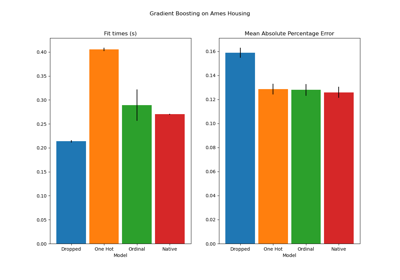 Gradient Boosting on Ames Housing
Fit times (s)
0.40
0.35
0.30
0.25
0.20
0.15
0.10
0.05
0.00
Dropped One Hot Ordinal Native
Model
Mean Absolute Percentage Error
0.16
0.14
0.12
0.10
0.08
0.06
0.04
0.02
0.00
Dropped One Hot Ordinal Native
Model